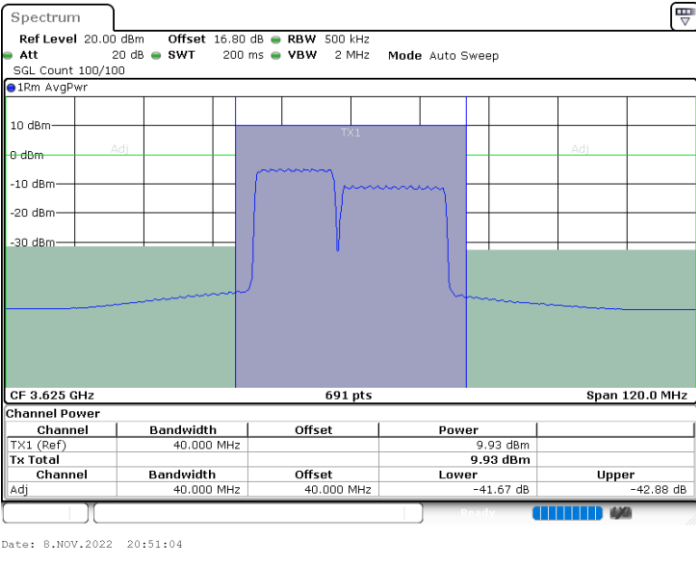 Spectrum
Ref Level 20.00 dBm Offset 16.80 dB RBW 500 kHz
Att 20 dB SWT 200 ms VBW 2 MHz Mode Auto Sweep
SGL Count 100/100
1Rm AvgPwr
10 dBm
TX1
Adj
Adj
0 dBm
-10 dBm
-20 dBm
-30 dBm
CF 3.625 GHz 691 pts Span 120.0 MHz
Channel Power
Channel Bandwidth Offset Power
TX1 (Ref) 40.000 MHz 9.93 dBm
Tx Total 9.93 dBm
Channel Bandwidth Offset Lower Upper
Adj 40.000 MHz 40.000 MHz -41.67 dB -42.88 dB
Ready
Date: 8.NOV.2022 20:51:04